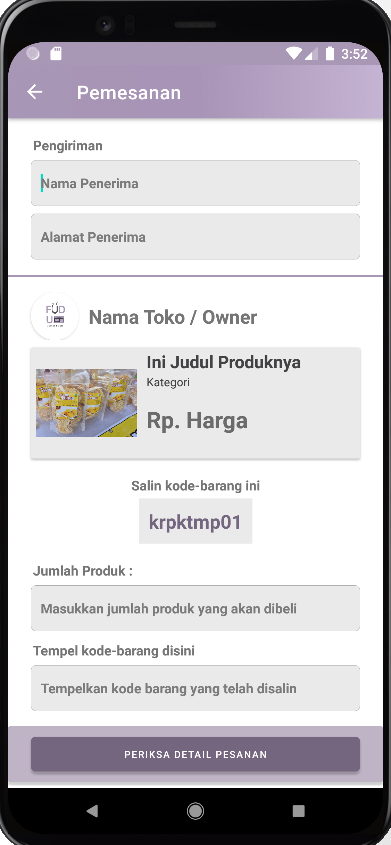 3:52
Pemesanan
Pengiriman
Nama Penerima
Alamat Penerima
FUD
U
Nama Toko / Owner
Ini Judul Produknya
Kategori
Rp. Harga
Salin kode-barang ini
krpktmp01
Jumlah Produk :
Masukkan jumlah produk yang akan dibeli
Tempel kode-barang disini
Tempelkan kode barang yang telah disalin
PERIKSA DETAIL PESANAN